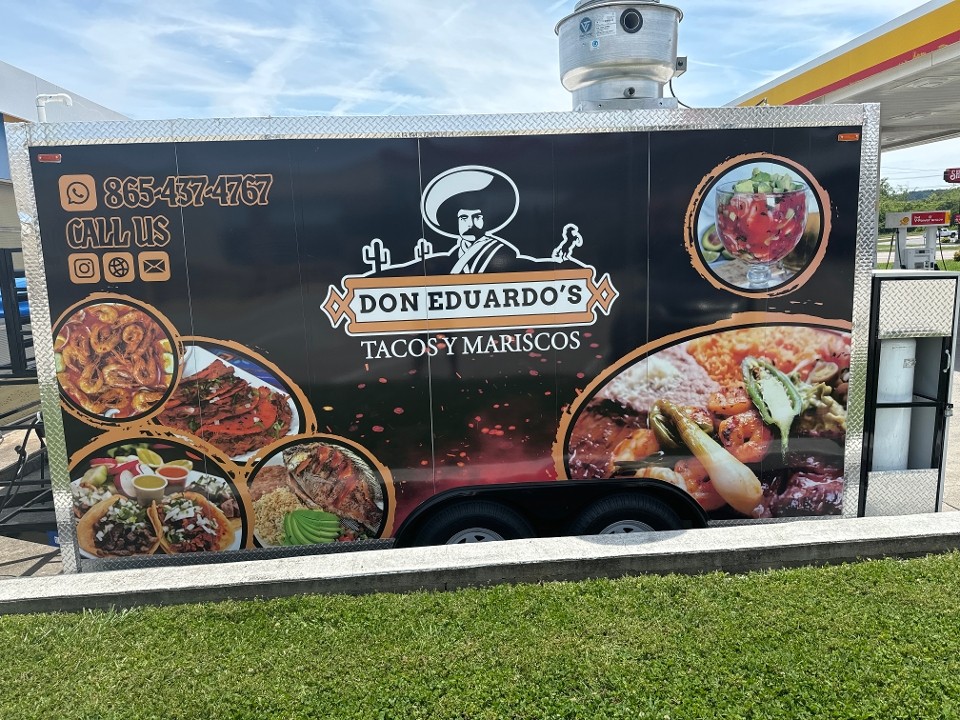 865-437-4767
CALL US
DON EDUARDO'S
TACOS Y MARISCOS